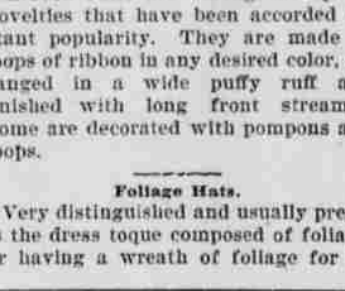 ovelties that have been accorded
tant popularity. They are made
oops of ribbon in any desired color,
anged in a wide puffy ruff a
nished with long front stream
ome are decorated with pompons a
oops.
Foliage Hats.
Very distinguished and usually pre
s the dress toque composed of folia
r having a wreath of foliage for